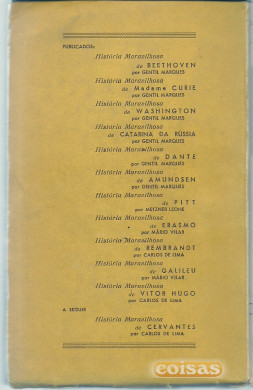 PUBLICADOS:
História Maravilhosa
de BEETHOVEN
por GENTIL MARQUES
História Maravilhosa
de Madame CURIE
por GENTIL MARQUES
História Maravilhosa
de WASHINGTON
por GENTIL MARQUES
História Maravilhosa
de CATARINA DA RÚSSIA
por GENTIL MARQUES
História Maravilhosa
de DANTE
por GENTIL MARQUES
História Maravilhosa
de AMUNDSEN
por GENTIL MARQUES
História Maravilhosa
de PITT
por METZNER LEONE
História Maravilhosa
de ERASMO
por MÁRIO VILAR
História Maravilhosa
de REMBRANDT
por CARLOS DE LIMA
História Maravilhosa
de GALILEU
por MÁRIO VILAR
História Maravilhosa
de VITOR HUGO
por CARLOS DE LIMA
A SEGUIR
História Maravilhosa
de CERVANTES
por CARLOS DE LIMA
coisas